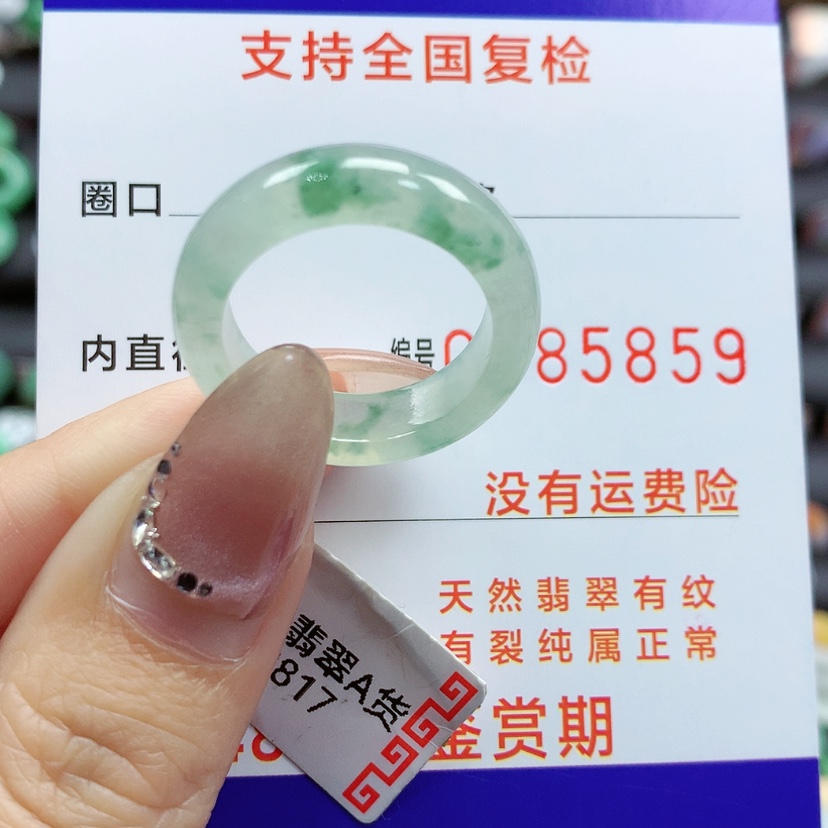 支持全国复检
圈口
内直径
编号 85859
没有运费险
天然翡翠有纹
有裂纯属正常
鉴赏期
翡翠A货
817